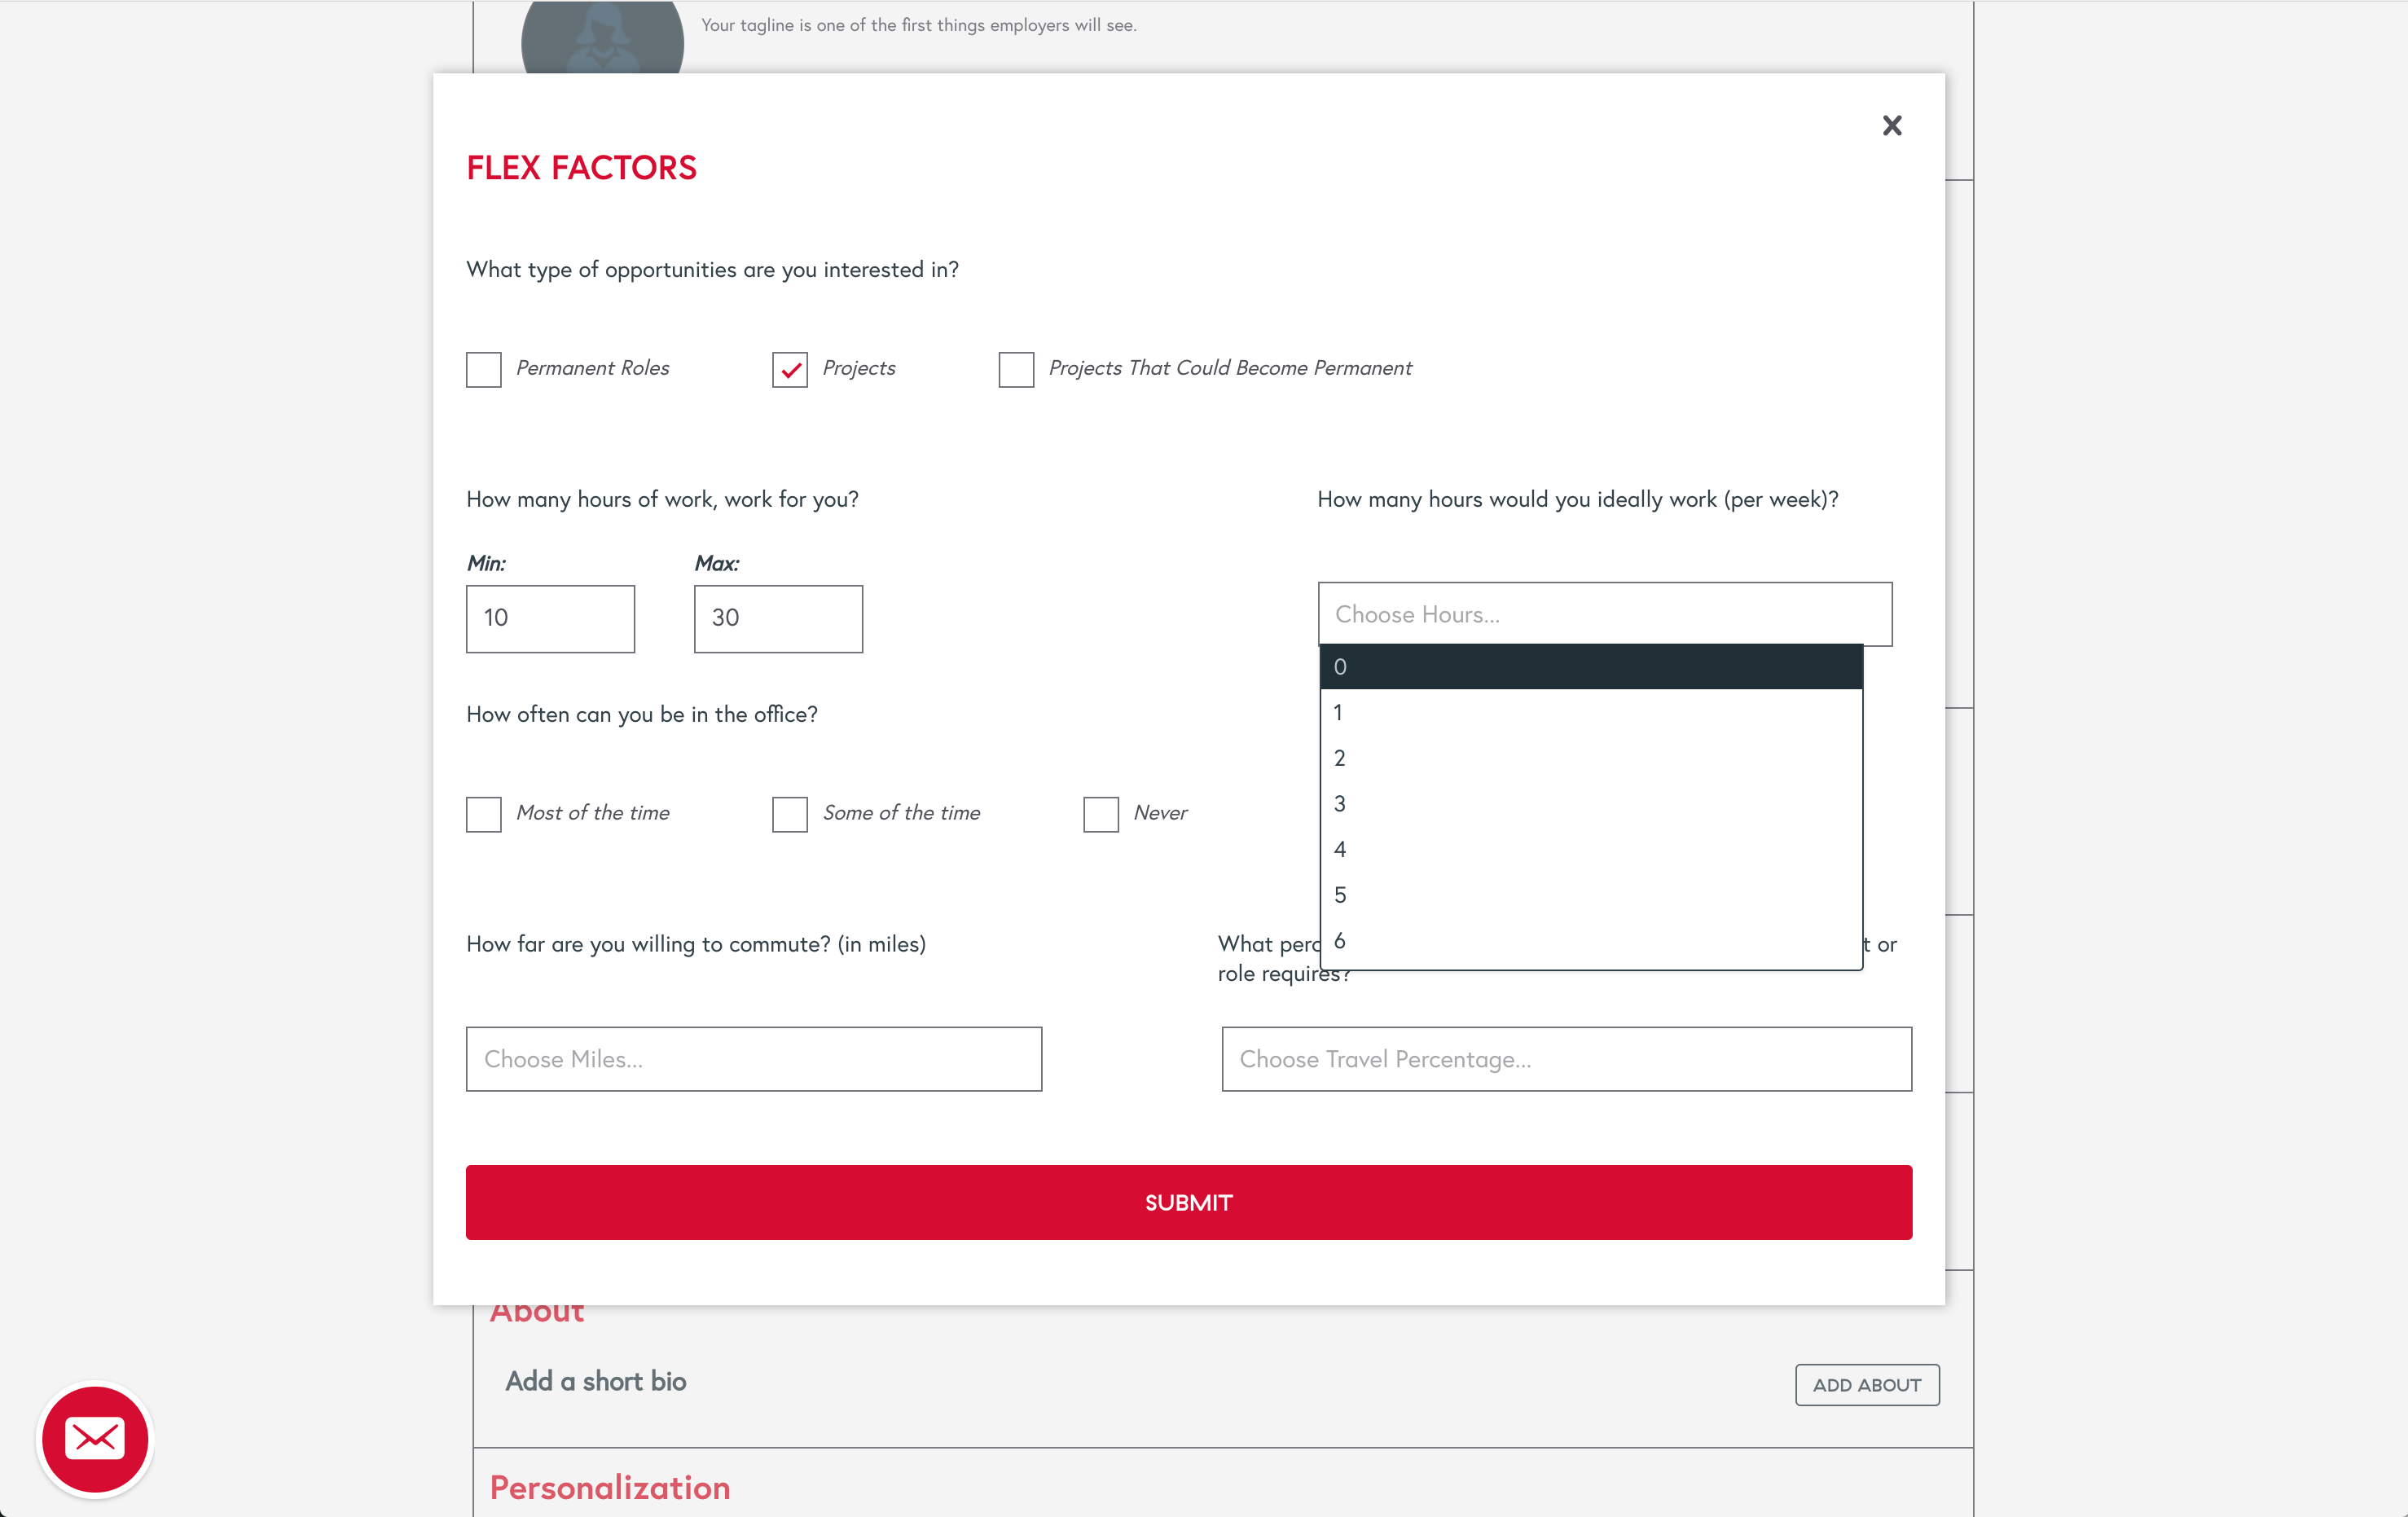 Your tagline is one of the first things employers will see.
FLEX FACTORS
What type of opportunities are you interested in?
Permanent Roles
Projects
Projects That Could Become Permanent
How many hours of work, work for you?
Min:
Max:
10
30
How many hours would you ideally work (per week)?
Choose Hours...
0
1
2
3
4
5
6
How often can you be in the office?
Most of the time
Some of the time
Never
How far are you willing to commute? (in miles)
Choose Miles...
What or
role requires?
Choose Travel Percentage...
SUBMIT
About
Add a short bio
ADD ABOUT
Personalization